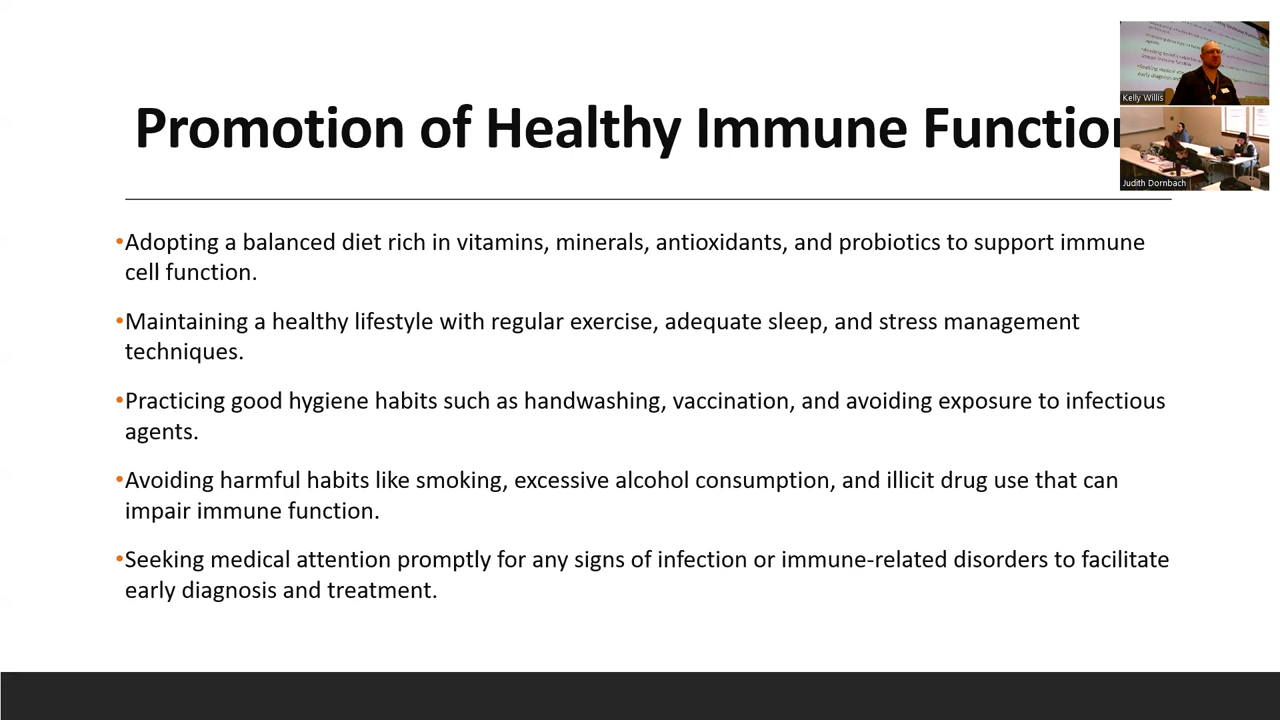 Promotion of Healthy Immune Function
Kelly Willis
Judith Dornbach
•Adopting a balanced diet rich in vitamins, minerals, antioxidants, and probiotics to support immune
cell function.
•Maintaining a healthy lifestyle with regular exercise, adequate sleep, and stress management
techniques.
•Practicing good hygiene habits such as handwashing, vaccination, and avoiding exposure to infectious
agents.
•Avoiding harmful habits like smoking, excessive alcohol consumption, and illicit drug use that can
impair immune function.
•Seeking medical attention promptly for any signs of infection or immune-related disorders to facilitate
early diagnosis and treatment.